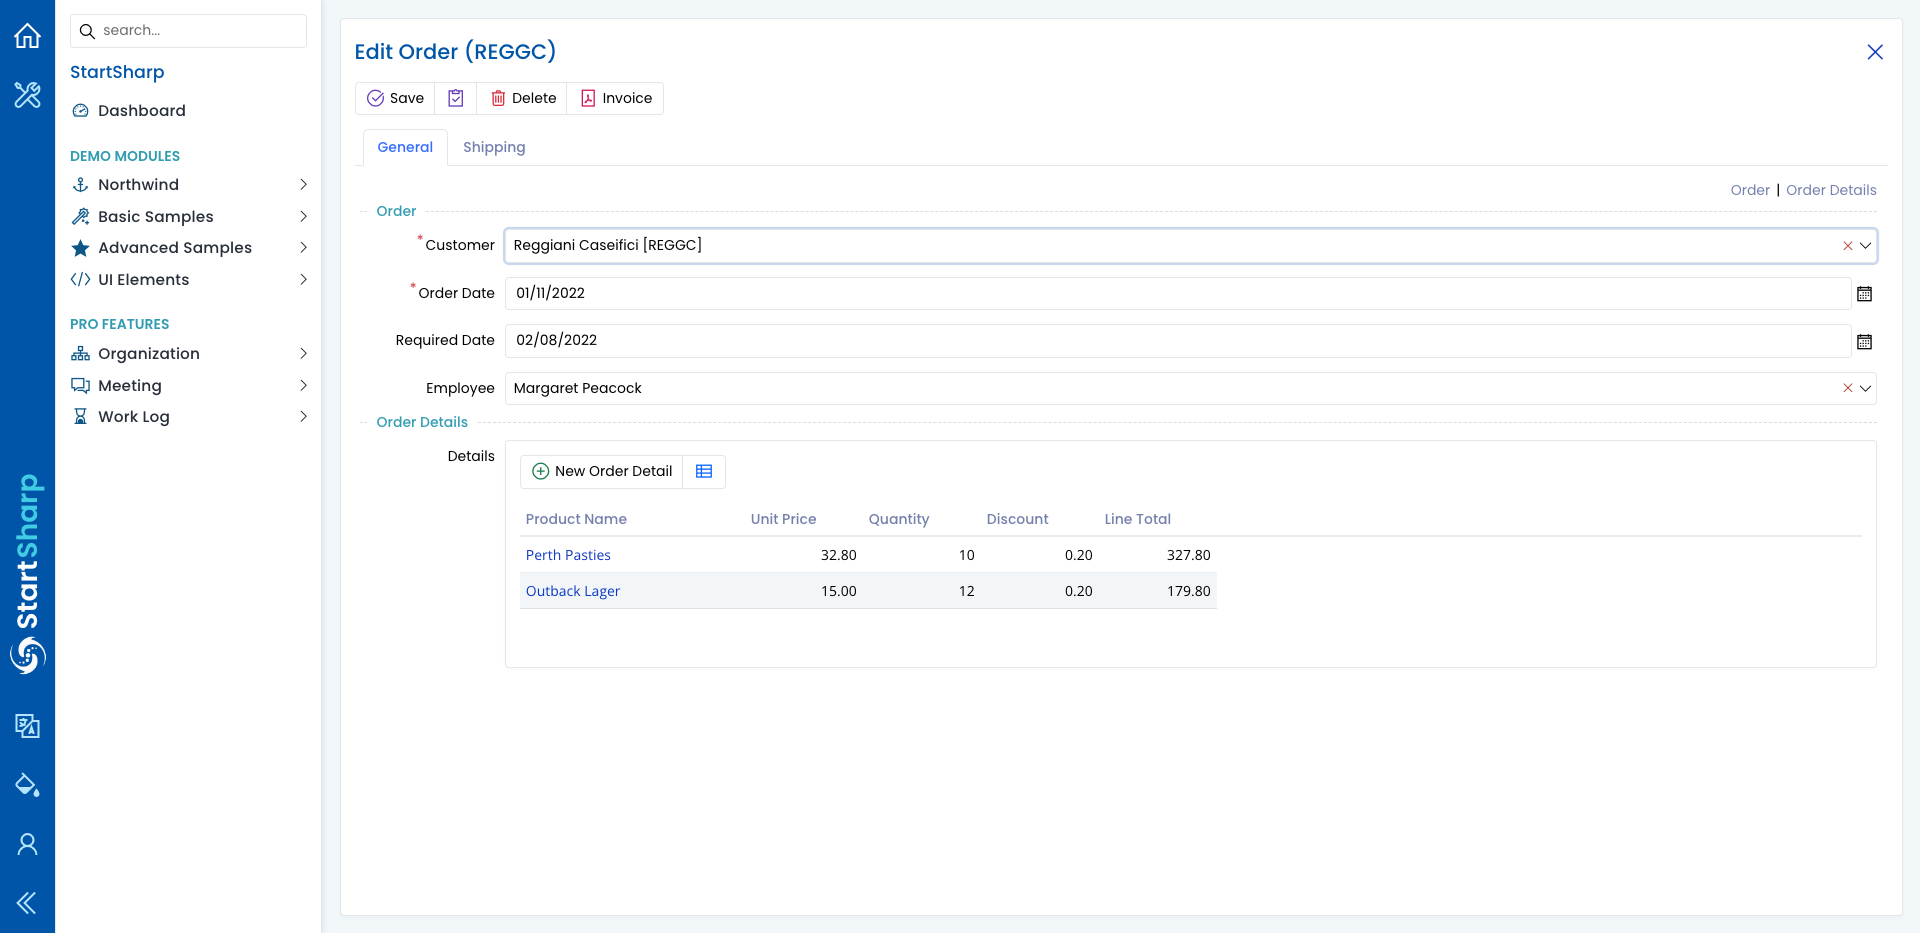 search...
StartSharp
Dashboard
DEMO MODULES
Northwind
Basic Samples
Advanced Samples
UI Elements
PRO FEATURES
Organization
Meeting
Work Log
StartSharp
Edit Order (REGGC)
Save
Delete
Invoice
General
Shipping
Order | Order Details
Order
* Customer
Reggiani Caseifici [REGGC]
* Order Date
01/11/2022
Required Date
02/08/2022
Employee
Margaret Peacock
Order Details
Details
New Order Detail
Product Name Unit Price Quantity Discount Line Total
Perth Pasties 32.80 10 0.20 327.80
Outback Lager 15.00 12 0.20 179.80